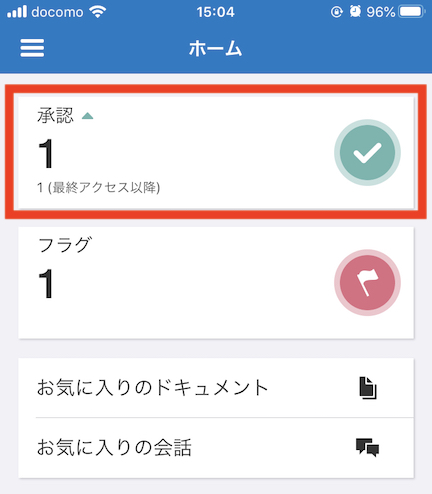 docomo 15:04 96%
ホーム
承認
1
1 (最終アクセス以降)
フラグ
1
お気に入りのドキュメント
お気に入りの会話